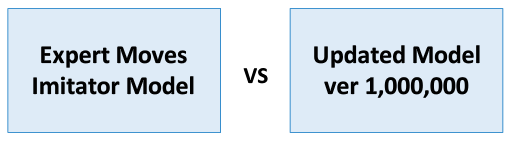 Expert Moves
Imitator Model
VS
Updated Model
ver 1,000,000